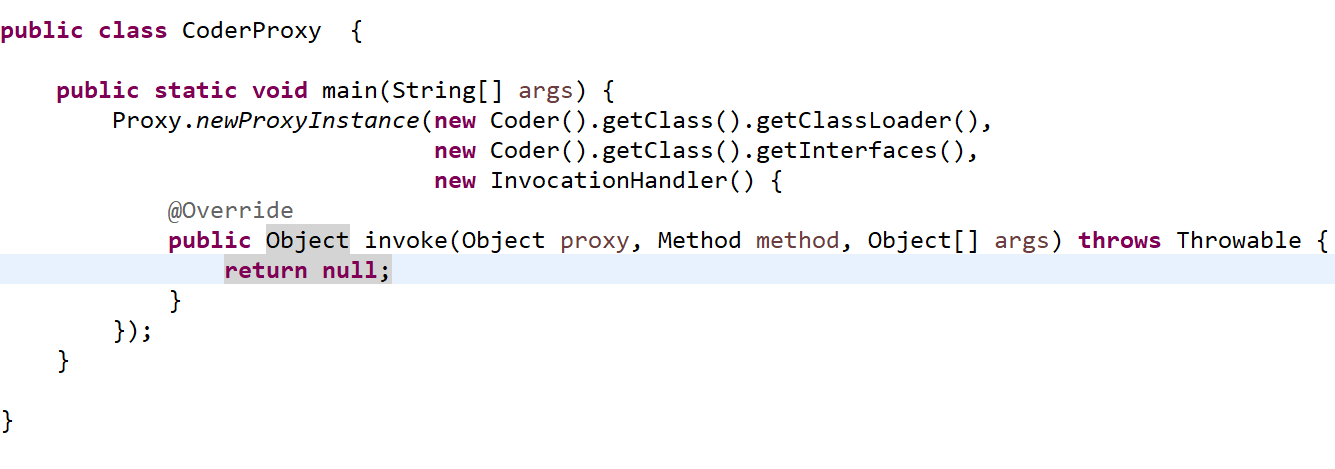 public class CoderProxy  {
    public static void main(String[] args) {
        Proxy.newProxyInstance(new Coder().getClass().getClassLoader(),
                               new Coder().getClass().getInterfaces(),
                               new InvocationHandler() {
            @Override
            public Object invoke(Object proxy, Method method, Object[] args) throws Throwable {
                return null;
            }
        });
    }
}